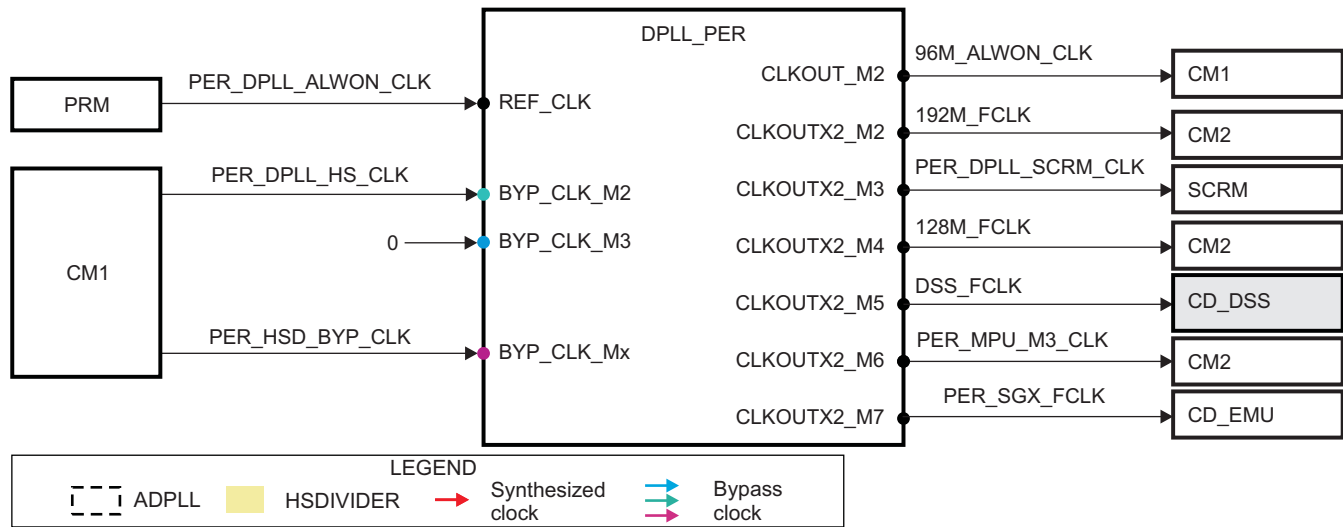 DPLL_PER
PRM
PER_DPLL_ALWON_CLK
REF_CLK
CLKOUT_M2
96M_ALWON_CLK
CM1
CLKOUTX2_M2
192M_FCLK
CM2
CM1
PER_DPLL_HS_CLK
BYP_CLK_M2
CLKOUTX2_M3
PER_DPLL_SCRM_CLK
SCRM
0
BYP_CLK_M3
CLKOUTX2_M4
128M_FCLK
CM2
CLKOUTX2_M5
DSS_FCLK
CD_DSS
PER_HSD_BYP_CLK
BYP_CLK_Mx
CLKOUTX2_M6
PER_MPU_M3_CLK
CM2
CLKOUTX2_M7
PER_SGX_FCLK
CD_EMU
LEGEND
ADPLL
HSDIVIDER
Synthesized
clock
Bypass
clock